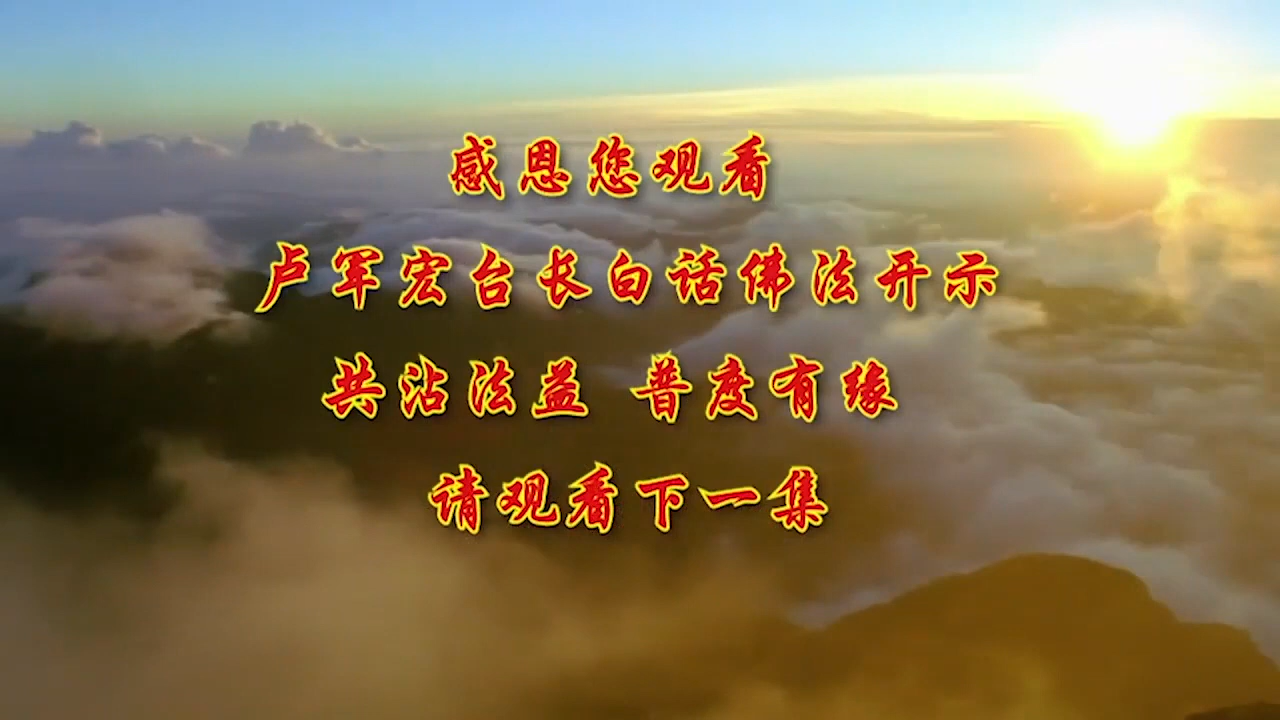 感恩您观看
卢军宏台长白话佛法开示
共沾法益 普度有缘
请观看下一集